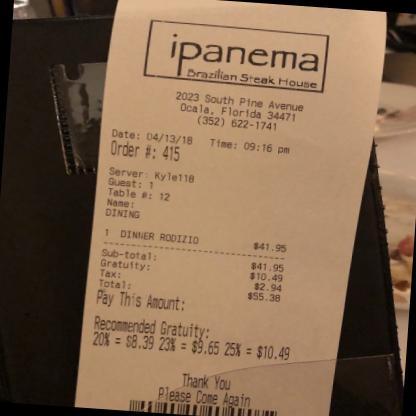 ipanema
Brazilian Steak House
2023 South Pine Avenue
Ocala, Florida 34471
(352) 622-1741
Date: 04/13/18 Time: 09:16 pm
Order #: 415
Server: Kyle118
Guest: 1
Table #: 12
Name:
DINING
1 DINNER RODIZIO $41.95
Sub-total: $41.95
Gratuity: $10.49
Tax: $2.94
Total: $55.38
Pay This Amount:
Recommended Gratuity:
20% = $8.39 23% = $9.65 25% = $10.49
Thank You
Please Come Again